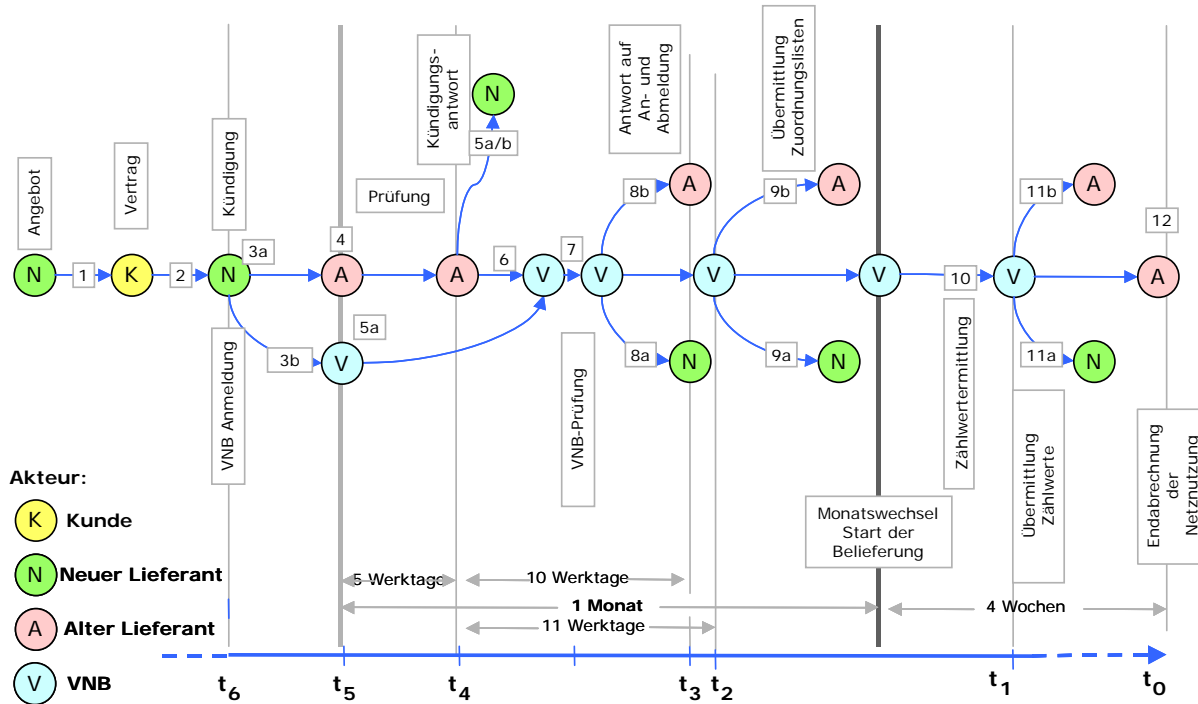 Angebot
Vertrag
Kündigung
Prüfung
Kündigungs-
antwort
Antwort auf
An- und
Abmeldung
Übermittlung
Zuordnungslisten
N
5a/b
8b
A
9b
A
11b
A
12
4
3a
6
7
N
1
K
2
N
A
A
V
V
V
V
10
V
A
5a
3b
V
8a
N
9a
N
11a
N
VNB Anmeldung
VNB-Prüfung
Zählwertermittlung
Übermittlung
Zählwerte
Endabrechnung
der
Netznutzung
Monatswechsel
Start der
Belieferung
Akteur:
K Kunde
N Neuer Lieferant
A Alter Lieferant
V VNB
5 Werktage
10 Werktage
1 Monat
4 Wochen
11 Werktage
t6
t5
t4
t3
t2
t1
t0